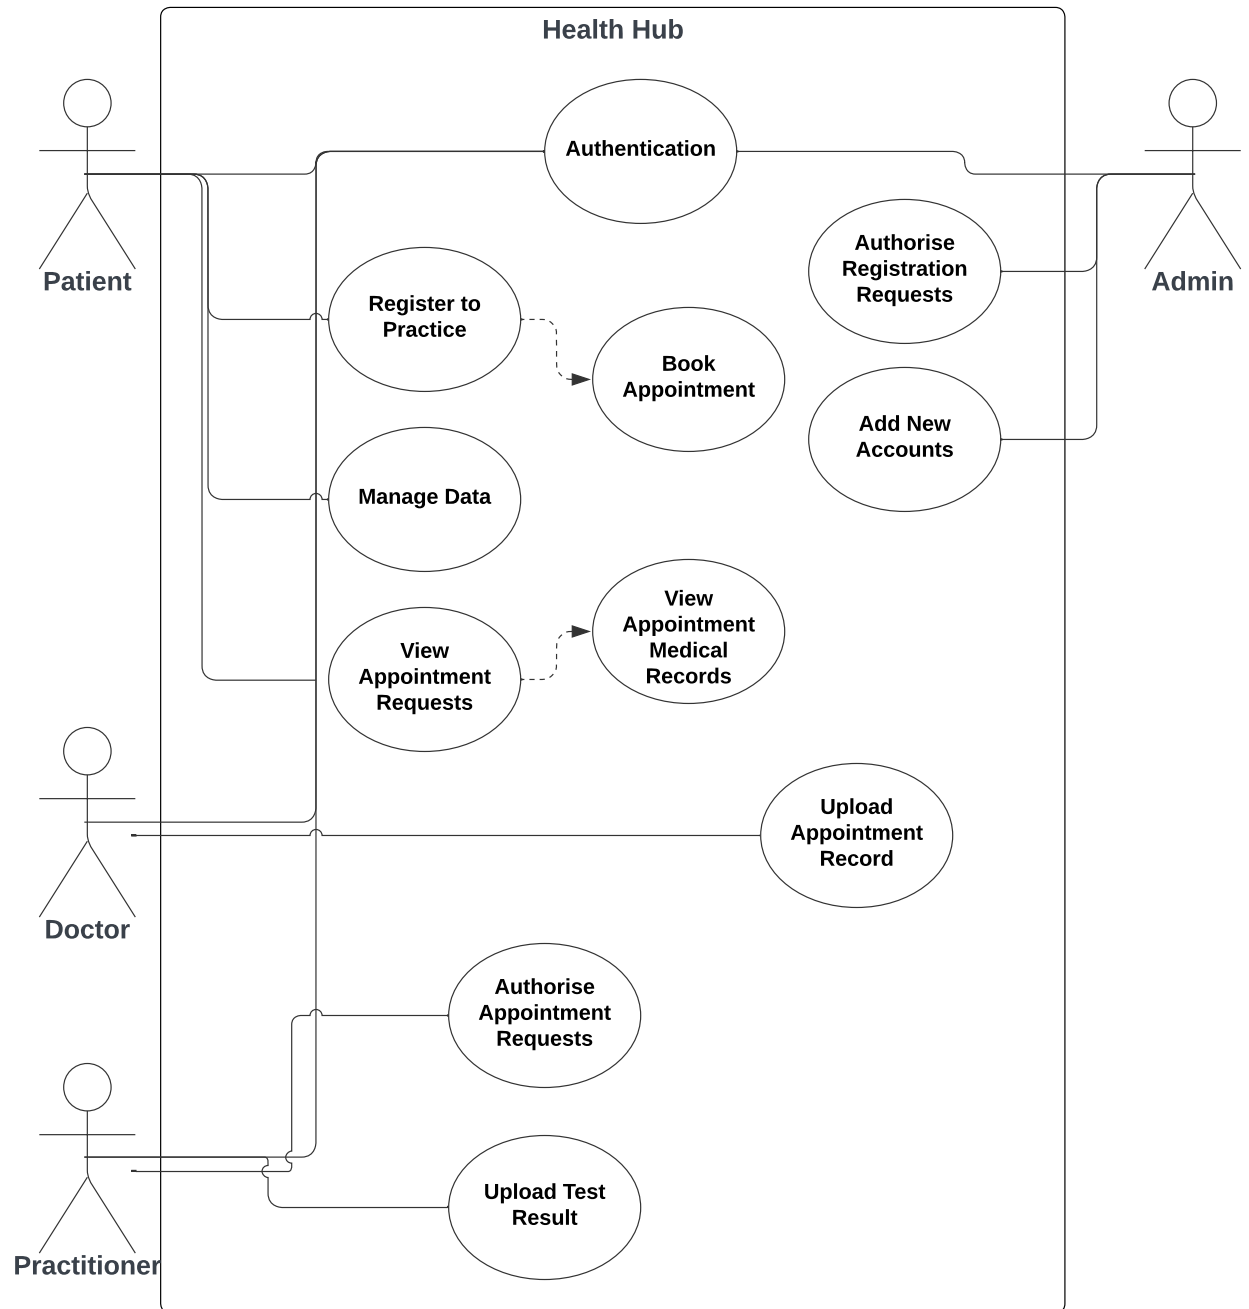 Health Hub
Authentication
Patient
Admin
Authorise
Registration
Requests
Register to
Practice
Book
Appointment
Add New
Accounts
Manage Data
View
Appointment
Requests
View
Appointment
Medical
Records
Doctor
Upload
Appointment
Record
Authorise
Appointment
Requests
Practitioner
Upload Test
Result